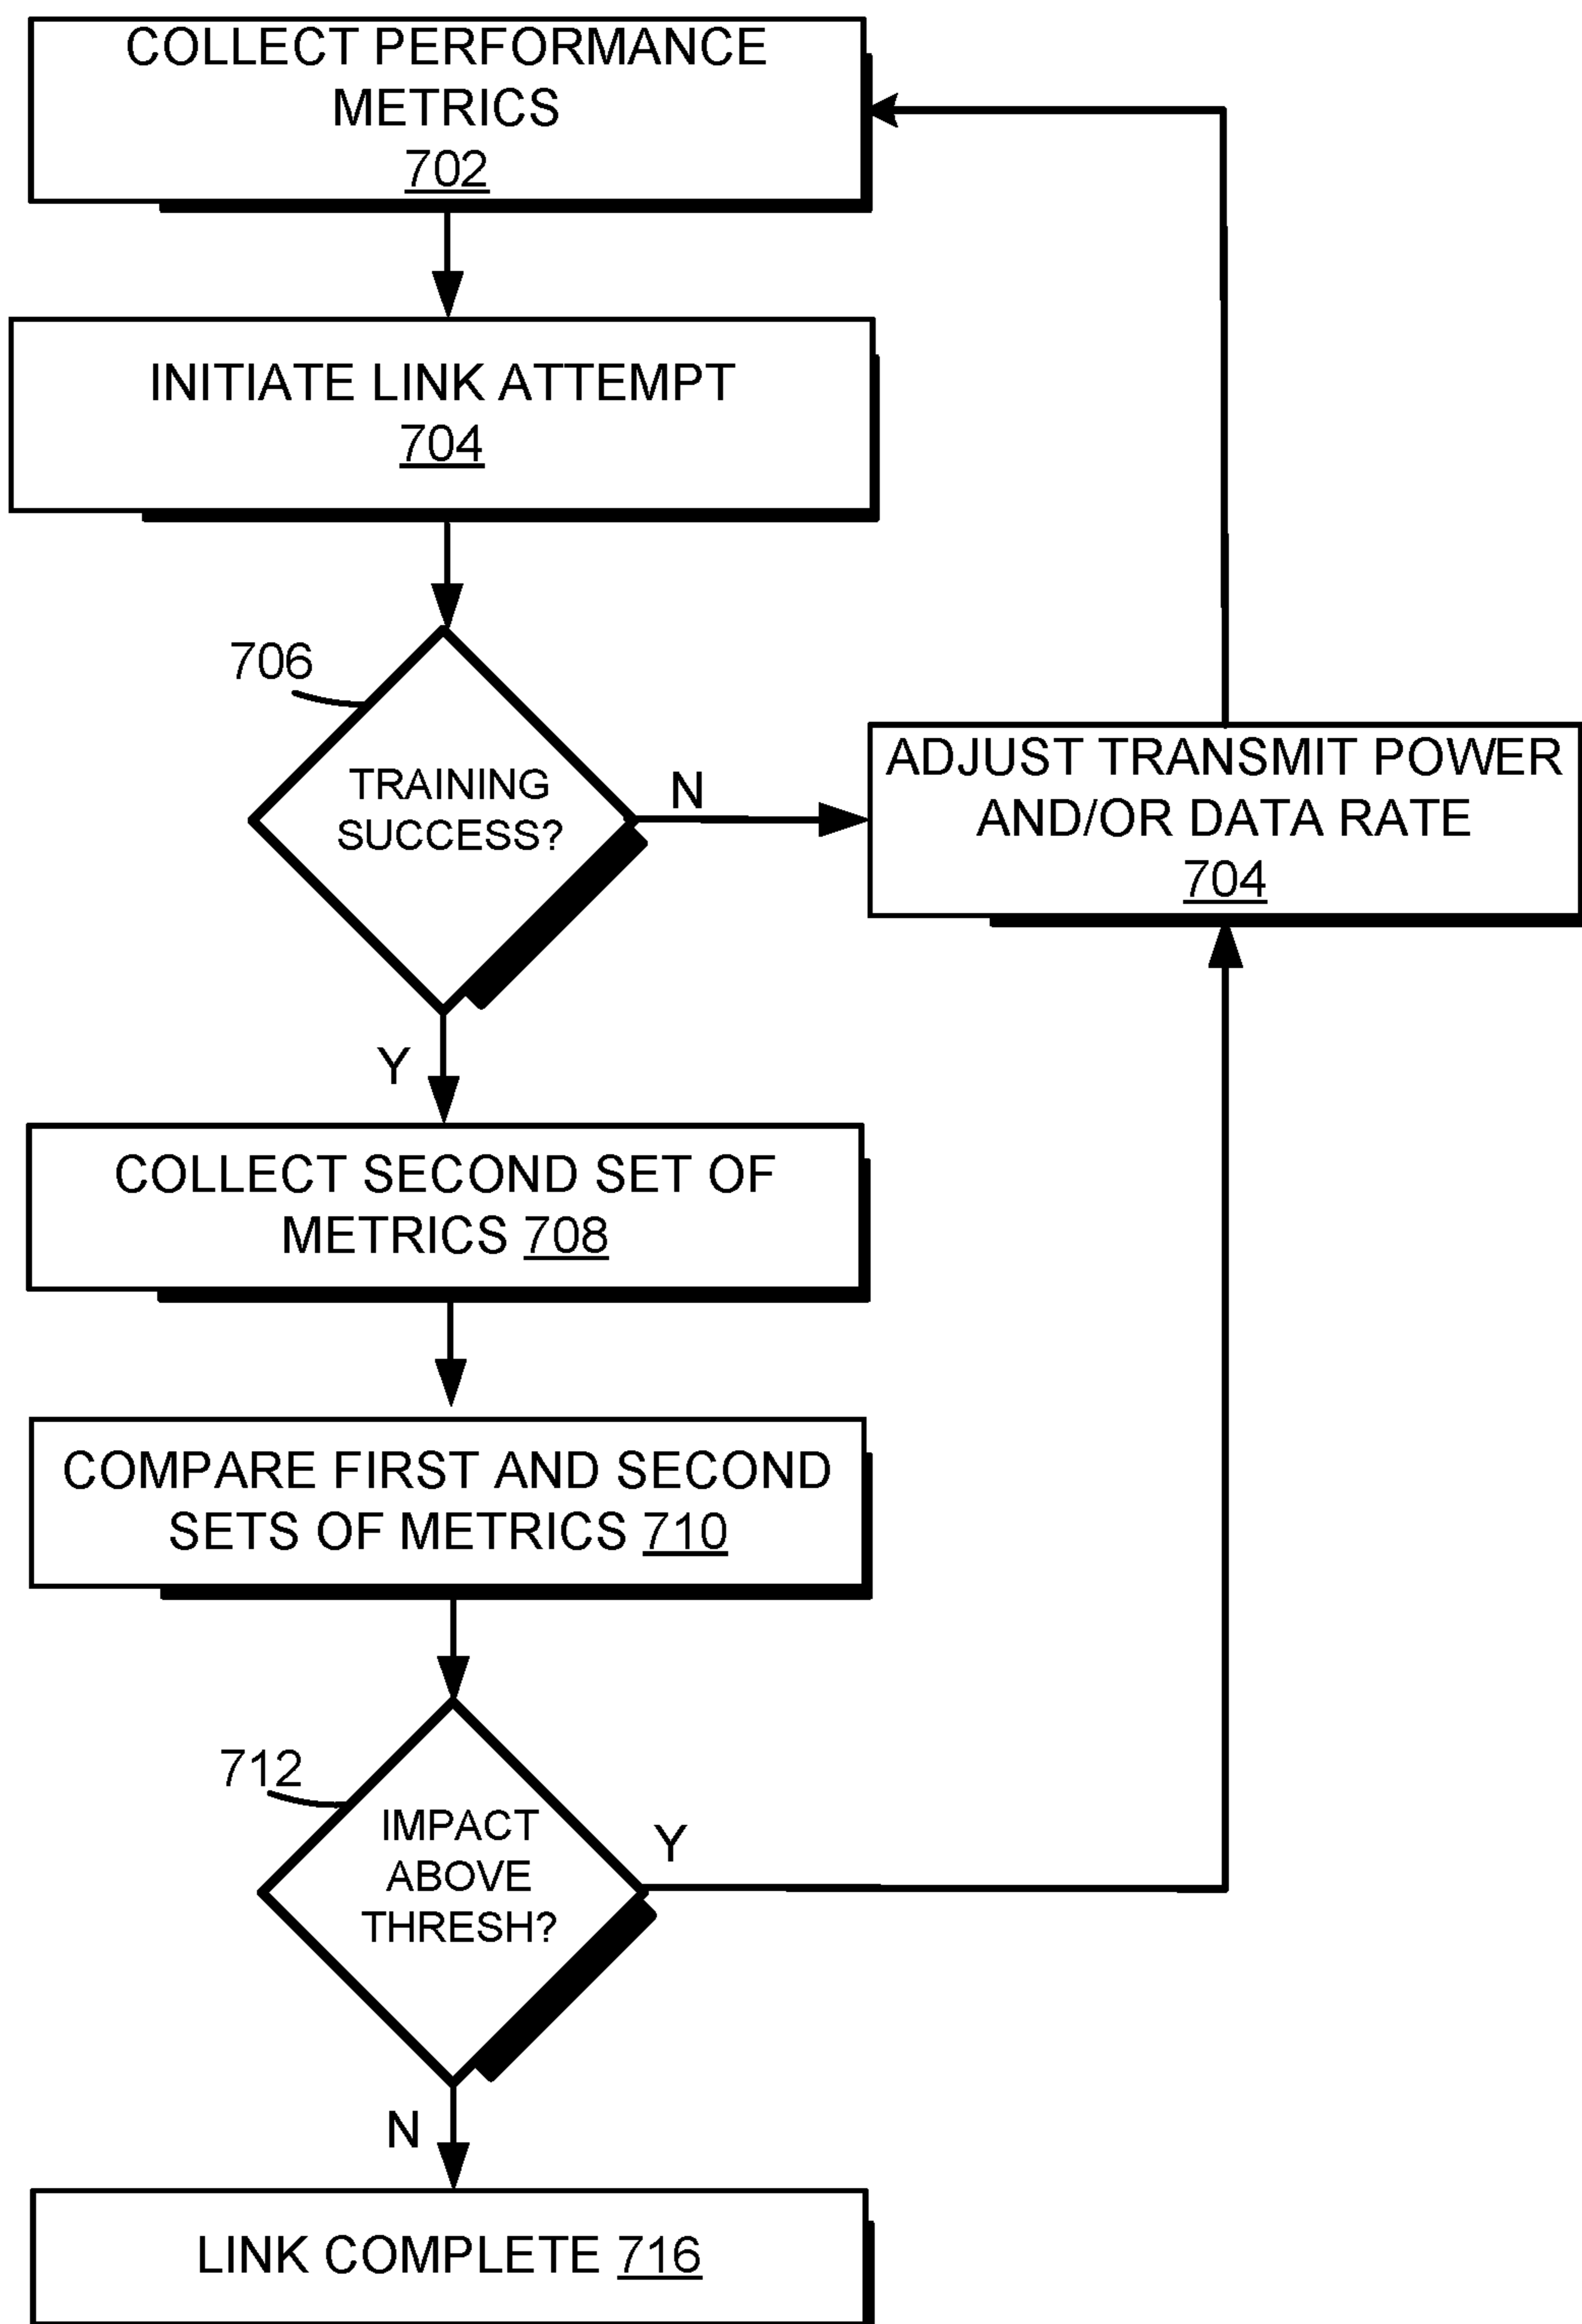 COLLECT PERFORMANCE
METRICS
702
INITIATE LINK ATTEMPT
704
706
TRAINING
SUCCESS?
N
ADJUST TRANSMIT POWER
AND/OR DATA RATE
704
Y
COLLECT SECOND SET OF
METRICS 708
COMPARE FIRST AND SECOND
SETS OF METRICS 710
712
IMPACT
ABOVE
THRESH?
Y
N
LINK COMPLETE 716